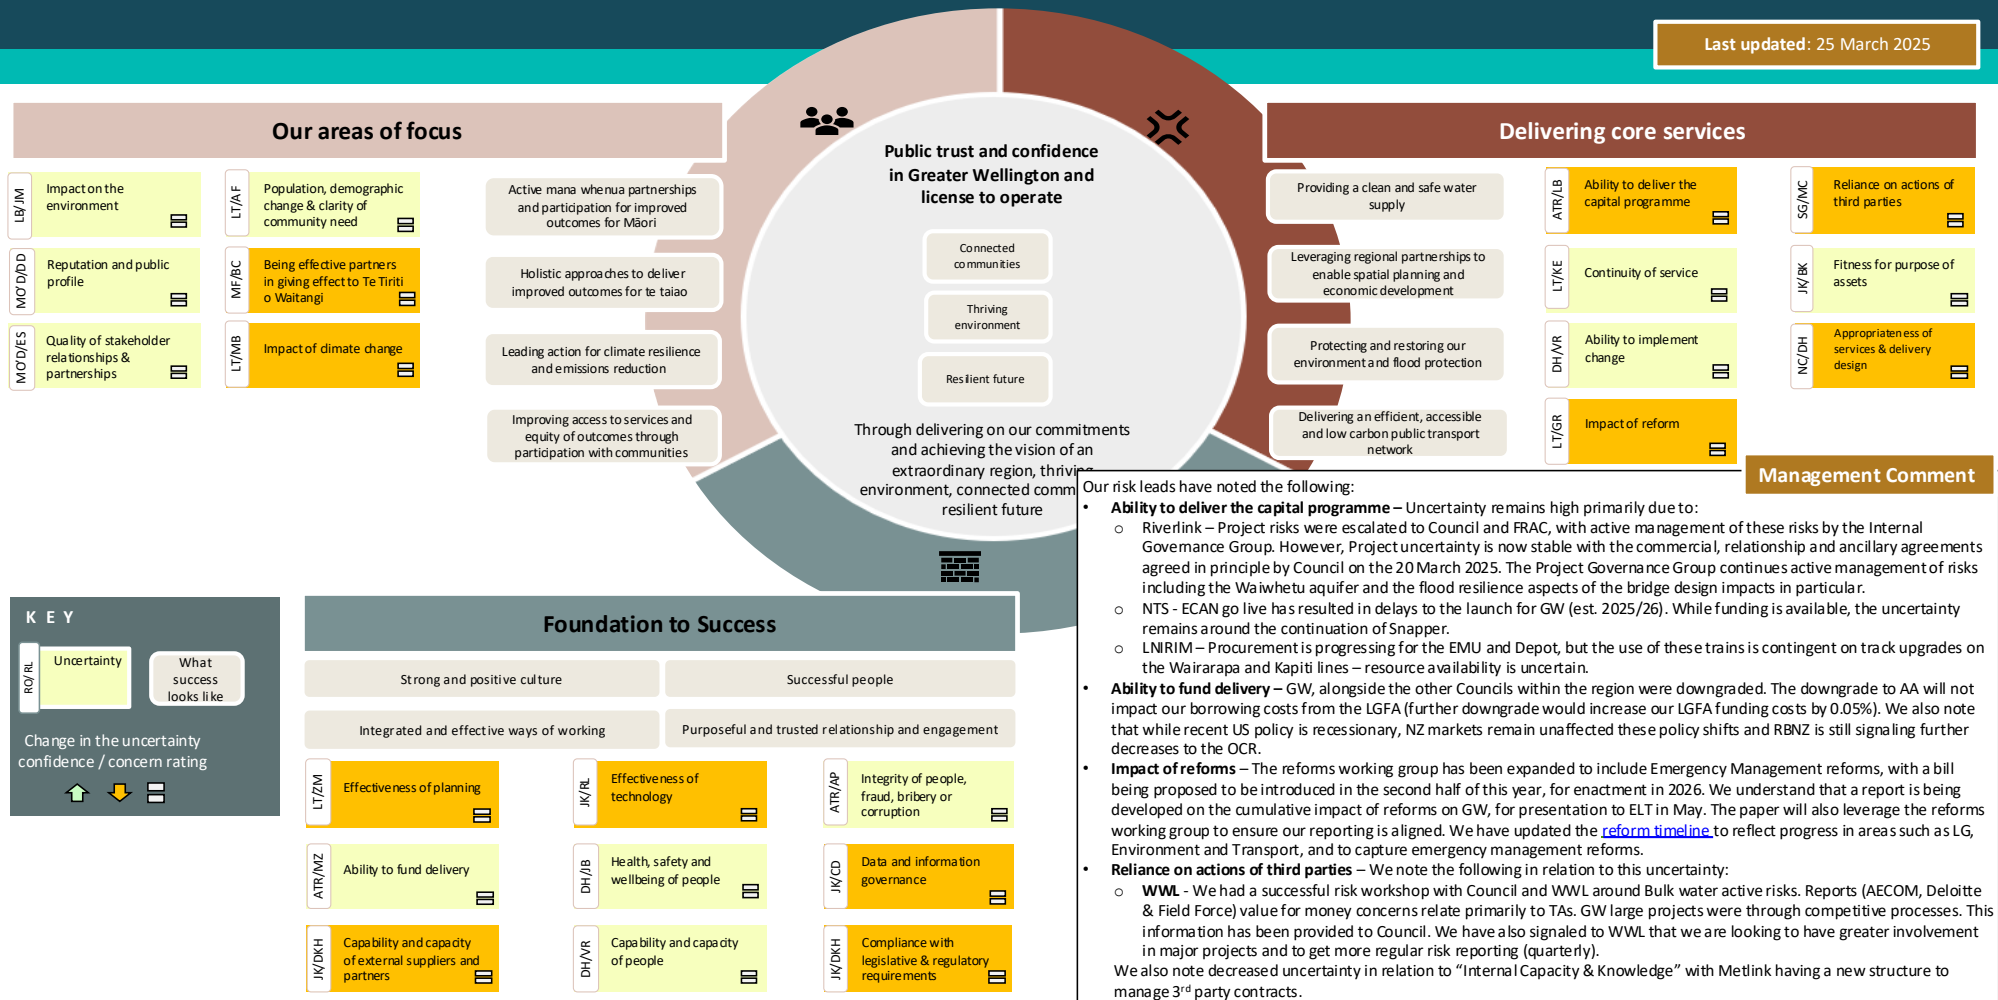 Last updated: 25 March 2025
Our areas of focus
LB/JM
Impact on the
environment
LT/AF
Population, demographic
change & clarity of
community need
MO'D/DD
Reputation and public
profile
MF/BC
Being effective partners
in giving effect to Te Tiriti
o Waitangi
MO'D/ES
Quality of stakeholder
relationships &
partnerships
LT/MB
Impact of climate change
Active mana whenua partnerships
and participation for improved
outcomes for Māori
Holistic approaches to deliver
improved outcomes for te taiao
Leading action for climate resilience
and emissions reduction
Improving access to services and
equity of outcomes through
participation with communities
Public trust and confidence
in Greater Wellington and
license to operate
Connected
communities
Thriving
environment
Resilient future
Through delivering on our commitments
and achieving the vision of an
extraordinary region, thriving
environment, connected comm
resilient future
Delivering core services
Providing a clean and safe water
supply
Leveraging regional partnerships to
enable spatial planning and
economic development
Protecting and restoring our
environment and flood protection
Delivering an efficient, accessible
and low carbon public transport
network
ATR/LB
Ability to deliver the
capital programme
SG/MC
Reliance on actions of
third parties
LT/KE
Continuity of service
JK/BK
Fitness for purpose of
assets
DH/VR
Ability to implement
change
NC/DH
Appropriateness of
services & delivery
design
LT/GR
Impact of reform
KEY
RO/RL
Uncertainty
What
success
looks like
Change in the uncertainty
confidence / concern rating
Foundation to Success
Strong and positive culture
Successful people
Integrated and effective ways of working
Purposeful and trusted relationship and engagement
LT/ZM
Effectiveness of planning
JK/RL
Effectiveness of
technology
ATR/AP
Integrity of people,
fraud, bribery or
corruption
ATR/MZ
Ability to fund delivery
DH/IB
Health, safety and
wellbeing of people
JK/CD
Data and information
governance
JK/DKH
Capability and capacity
of external suppliers and
partners
DH/VR
Capability and capacity
of people
JK/DKH
Compliance with
legislative & regulatory
requirements
Management Comment
Our risk leads have noted the following:
• Ability to deliver the capital programme – Uncertainty remains high primarily due to:
o Riverlink – Project risks were escalated to Council and FRAC, with active management of these risks by the Internal
Governance Group. However, Project uncertainty is now stable with the commercial, relationship and ancillary agreements
agreed in principle by Council on the 20 March 2025. The Project Governance Group continues active management of risks
including the Waiwhetu aquifer and the flood resilience aspects of the bridge design impacts in particular.
o NTS - ECAN go live has resulted in delays to the launch for GW (est. 2025/26). While funding is available, the uncertainty
remains around the continuation of Snapper.
o LNIRIM – Procurement is progressing for the EMU and Depot, but the use of these trains is contingent on track upgrades on
the Wairarapa and Kapiti lines – resource availability is uncertain.
• Ability to fund delivery – GW, alongside the other Councils within the region were downgraded. The downgrade to AA will not
impact our borrowing costs from the LGFA (further downgrade would increase our LGFA funding costs by 0.05%). We also note
that while recent US policy is recessionary, NZ markets remain unaffected these policy shifts and RBNZ is still signaling further
decreases to the OCR.
• Impact of reforms – The reforms working group has been expanded to include Emergency Management reforms, with a bill
being proposed to be introduced in the second half of this year, for enactment in 2026. We understand that a report is being
developed on the cumulative impact of reforms on GW, for presentation to ELT in May. The paper will also leverage the reforms
working group to ensure our reporting is aligned. We have updated the reform timeline to reflect progress in areas such as LG,
Environment and Transport, and to capture emergency management reforms.
• Reliance on actions of third parties – We note the following in relation to this uncertainty:
o WWL - We had a successful risk workshop with Council and WWL around Bulk water active risks. Reports (AECOM, Deloitte
& Field Force) value for money concerns relate primarily to TAs. GW large projects were through competitive processes. This
information has been provided to Council. We have also signaled to WWL that we are looking to have greater involvement
in major projects and to get more regular risk reporting (quarterly).
We also note decreased uncertainty in relation to “Internal Capacity & Knowledge” with Metlink having a new structure to
manage 3rd party contracts.